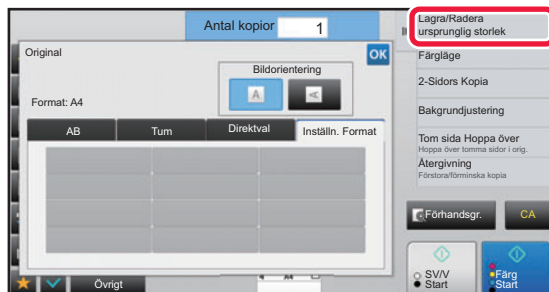 Antal kopior 1
Original
OK
Bildorientering
A A
Format: A4
AB Tum Direktval Inställn. Format
Övrigt
A4
Lagra/Radera
ursprunglig storlek
Färgläge
2-Sidors Kopia
Bakgrundjustering
Tom sida Hoppa över
Hoppa över tomma sidor i orig.
Återgivning
Förstora/förminska kopia
Förhandsgr. CA
SV/V
Start
Färg
Start